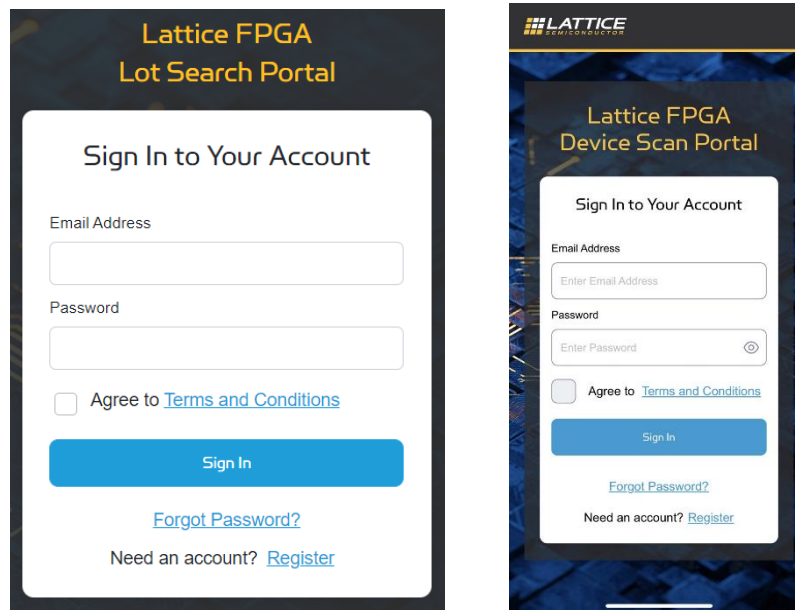 Lattice FPGA
Lot Search Portal
Sign In to Your Account
Email Address
Password
Agree to Terms and Conditions
Sign In
Forgot Password?
Need an account? Register
LATTICE
SEMICONDUCTOR
Lattice FPGA
Device Scan Portal
Sign In to Your Account
Email Address
Enter Email Address
Password
Enter Password
Agree to Terms and Conditions
Sign In
Forgot Password?
Need an account? Register